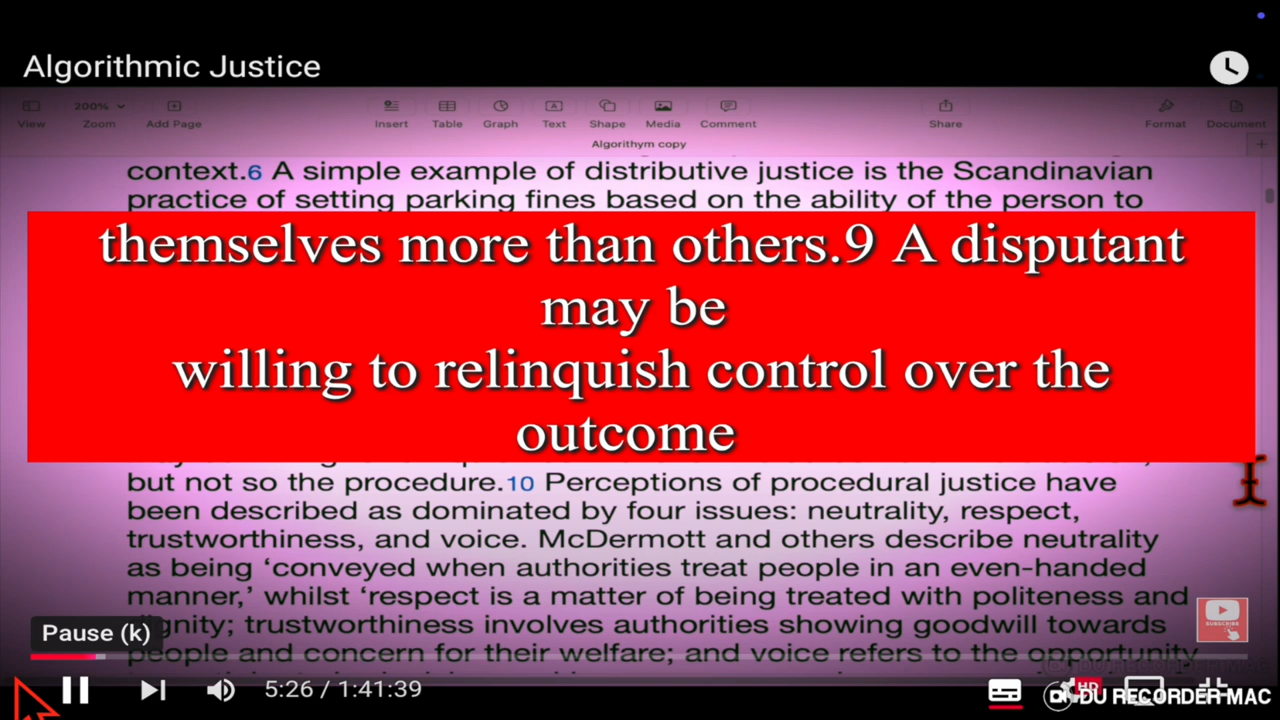 Algorithmic Justice
200%
View
Zoom
Add Page
Insert
Table
Graph
Text
Shape
Media
Comment
Share
Format
Document
Algorithym copy
context.6 A simple example of distributive justice is the Scandinavian
practice of setting parking fines based on the ability of the person to
themselves more than others.9 A disputant
may be
willing to relinquish control over the
outcome
but not so the procedure.10 Perceptions of procedural justice have
been described as dominated by four issues: neutrality, respect,
trustworthiness, and voice. McDermott and others describe neutrality
as being ‘conveyed when authorities treat people in an even-handed
manner,’ whilst ‘respect is a matter of being treated with politeness and
dignity; trustworthiness involves authorities showing goodwill towards
people and concern for their welfare; and voice refers to the opportunity
Pause (k)
SUBSCRIBE
5:26 / 1:41:39
HD
DU RECORDER MAC